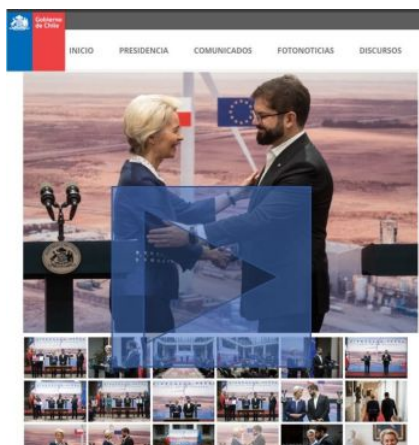 Gobierno
de Chile
INICIO PRESIDENCIA COMUNICADOS FOTONOTICIAS DISCURSOS